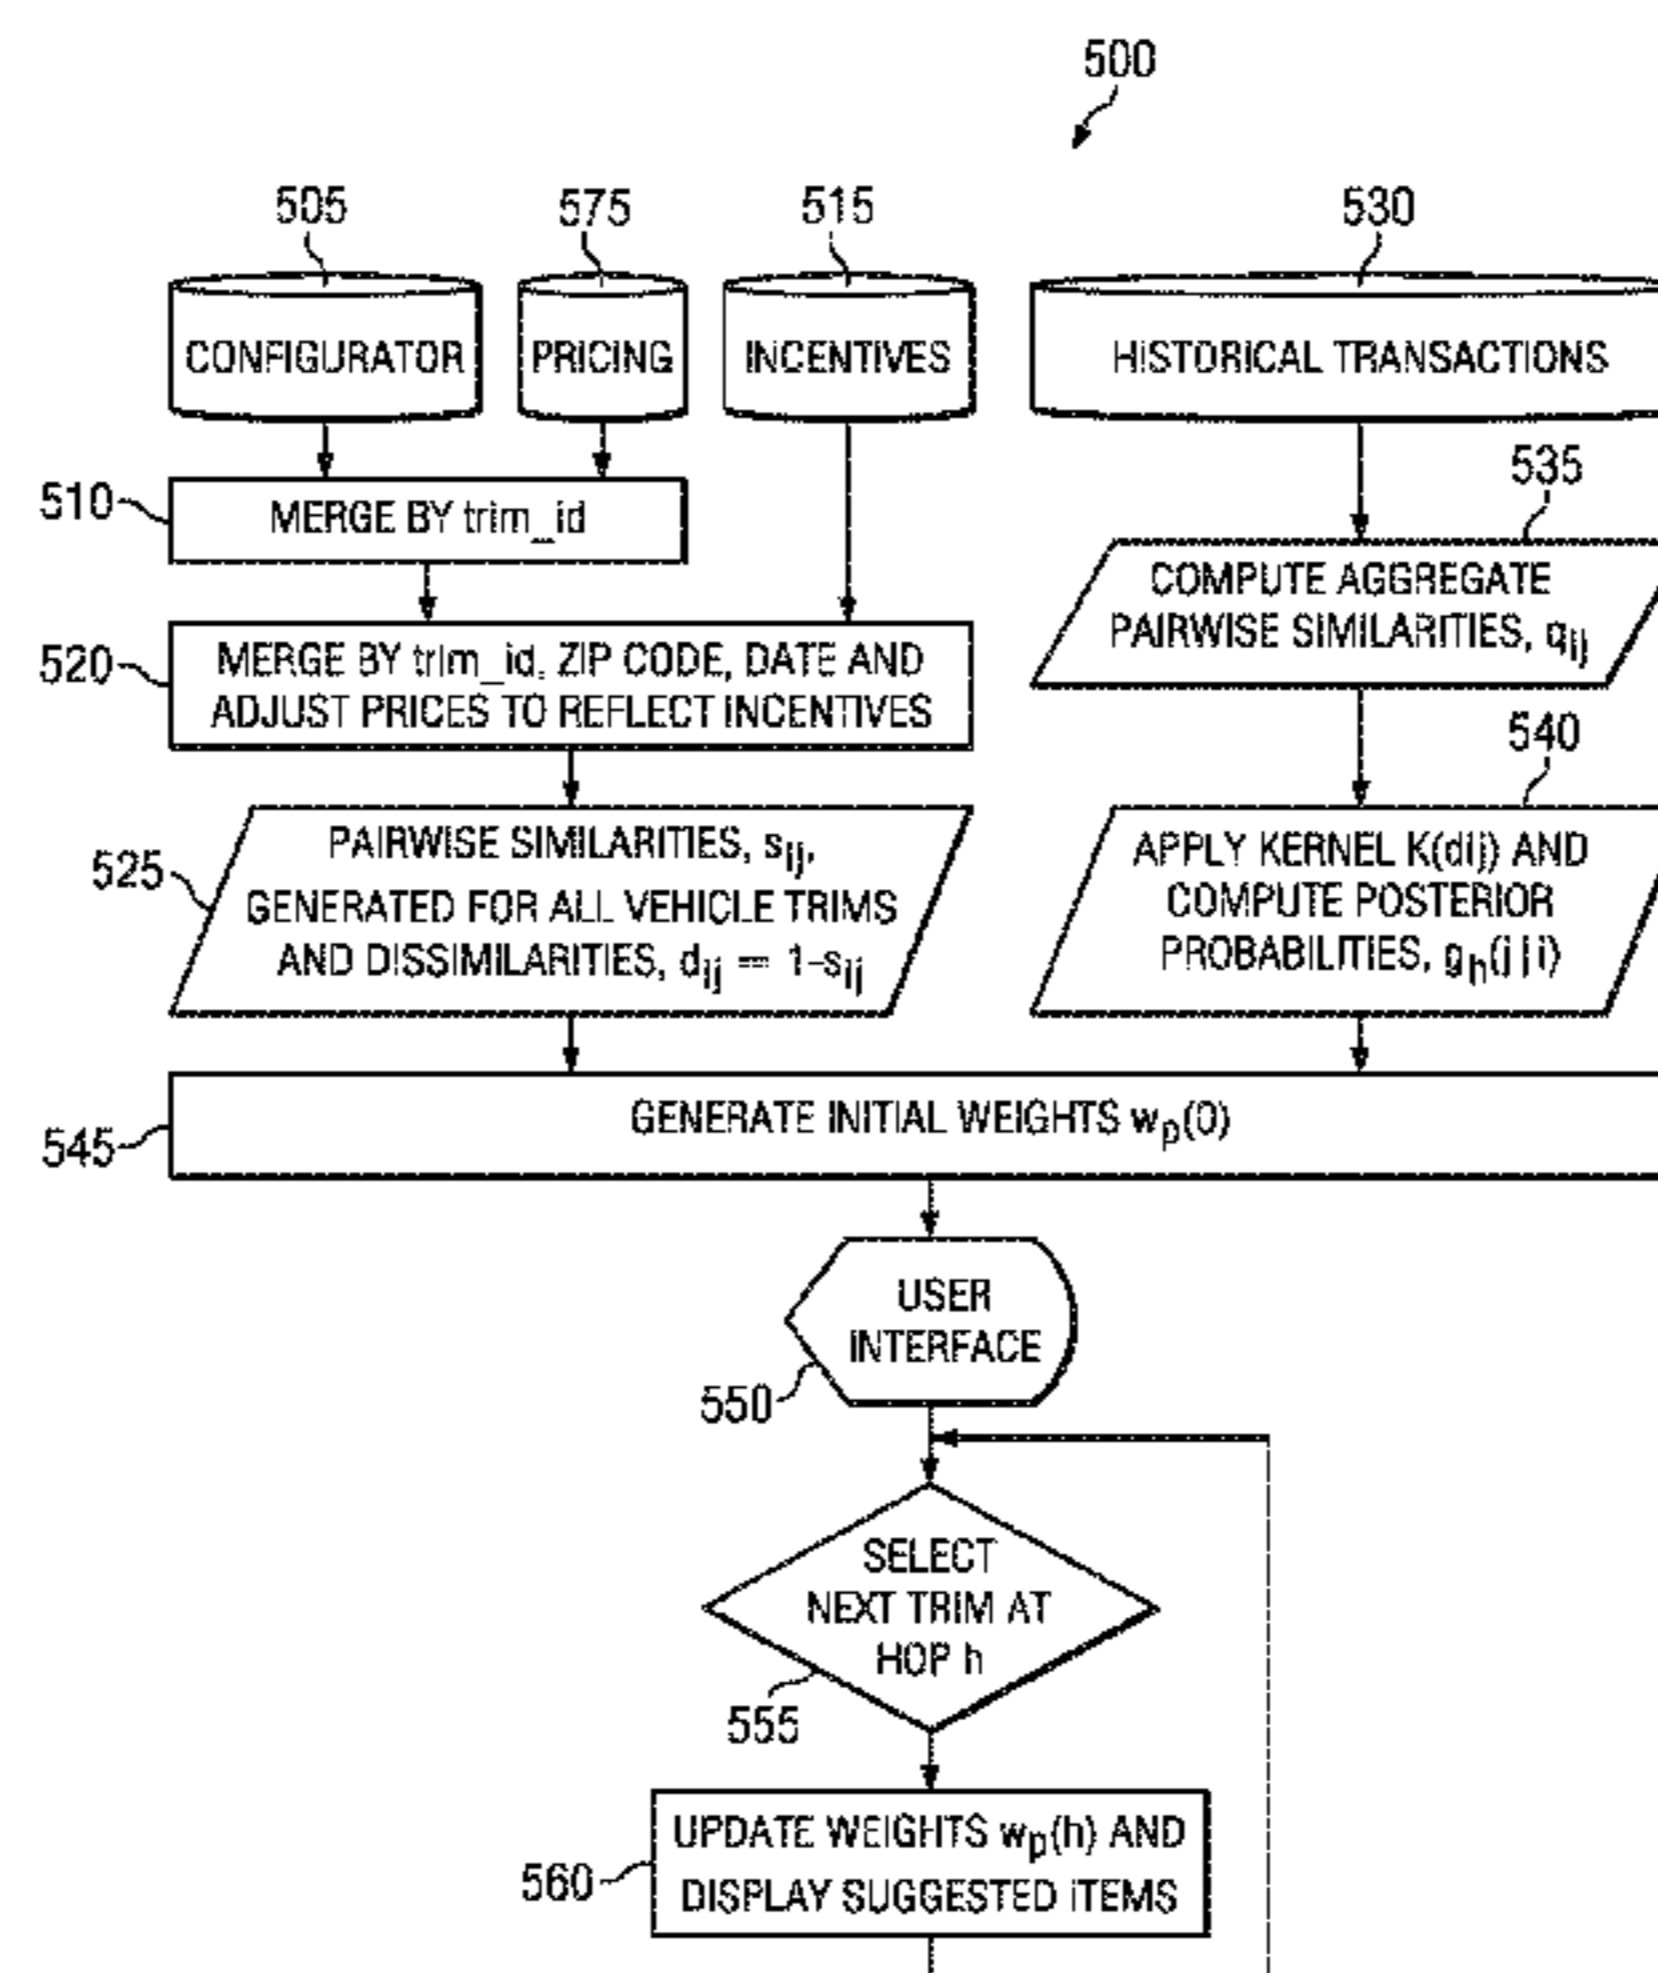 500
505
575
515
530
CONFIGURATOR
PRICING
INCENTIVES
HISTORICAL TRANSACTIONS
510
MERGE BY trim_id
535
COMPUTE AGGREGATE
PAIRWISE SIMILARITIES, qij
520
MERGE BY trim_id, ZIP CODE, DATE AND
ADJUST PRICES TO REFLECT INCENTIVES
540
525
PAIRWISE SIMILARITIES, sij,
GENERATED FOR ALL VEHICLE TRIMS
AND DISSIMILARITIES, dij = 1-sij
APPLY KERNEL K(dij) AND
COMPUTE POSTERIOR
PROBABILITIES, gh(j|i)
545
GENERATE INITIAL WEIGHTS wp(0)
USER
INTERFACE
550
SELECT
NEXT TRIM AT
HOP h
555
560
UPDATE WEIGHTS wp(h) AND
DISPLAY SUGGESTED ITEMS